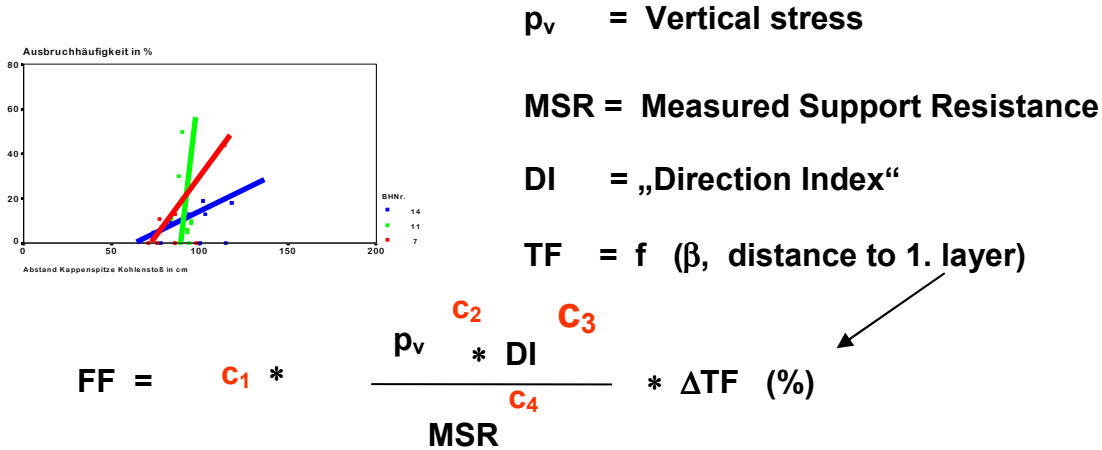 pv = Vertical stress
Ausbruchhäufigkeit in %
80
60
40
20
0
0 50 100 150 200
Abstand Kappenspitze Kohlenstoß in cm
BHNr.
14
11
7
MSR = Measured Support Resistance
DI = „Direction Index“
TF = f (β, distance to 1. layer)
c2 c3
pv * DI
FF = c1 * * ΔTF (%)
c4
MSR